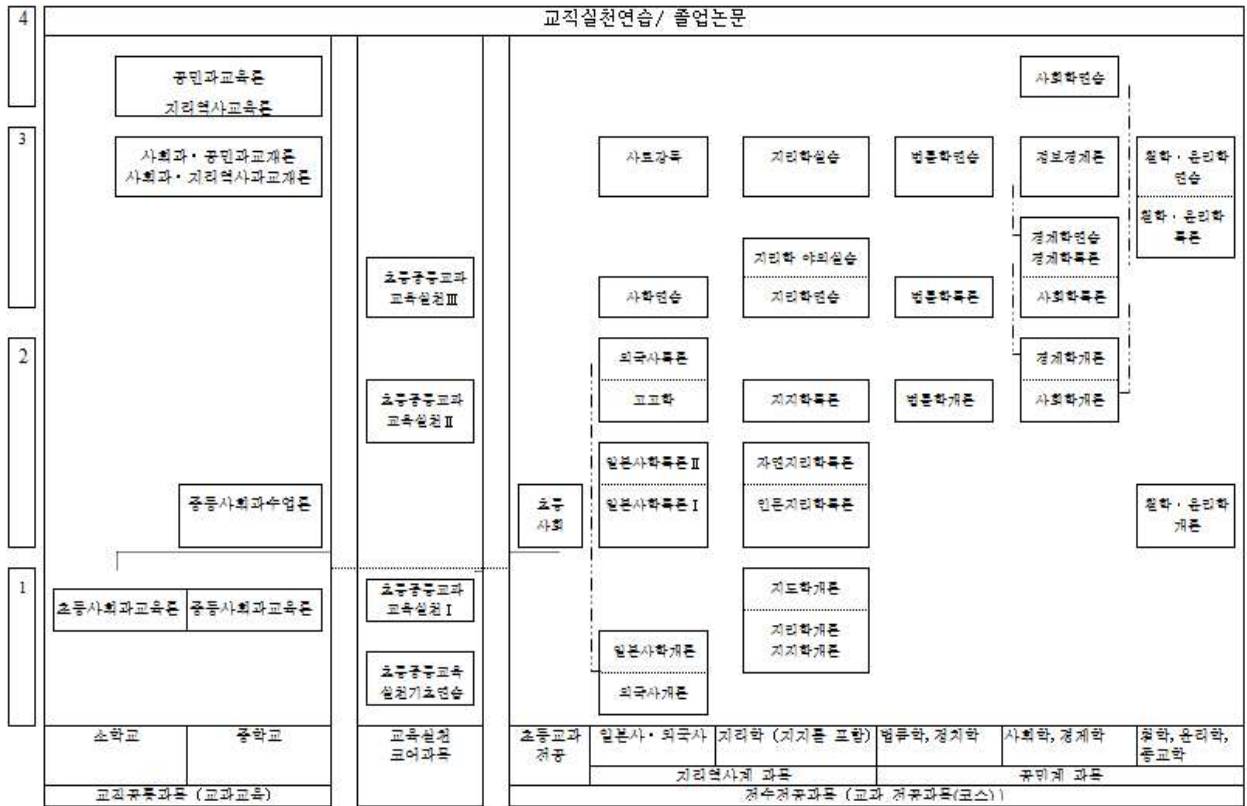 4
교직실천연습/ 졸업논문
공민과교육론
지리역사교육론
사회학연습
3
사회과・공민과교재론
사회과・지리역사과교재론
사료강독
지리학실습
법률학연습
정보경제론
철학・윤리학
연습
철학・윤리학
특론
경제학연습
경제학특론
사회학특론
지리학 야외실습
지리학연습
초등중등교과
교육실천Ⅲ
사학연습
법률학특론
2
외국사특론
고고학
경제학개론
사회학개론
초등중등교과
교육실천Ⅱ
지지학특론
법률학개론
일본사학특론Ⅱ
일본사학특론Ⅰ
자연지리학특론
인문지리학특론
중등사회과수업론
초등
사회
철학・윤리학
개론
1
초등사회과교육론
중등사회과교육론
초등중등교과
교육실천Ⅰ
지도학개론
지리학개론
지지학개론
일본사학개론
외국사개론
초등중등교육
실천기초연습
소학교
중학교
교육실천
코어과목
초등교과
전공
일본사・외국사
지리학 (지지를 포함)
법률학, 정치학
사회학, 경제학
철학, 윤리학,
종교학
지리역사계 과목
공민계 과목
교직공통과목 (교과교육)
전수전공과목 (교과 전공과목(코스))